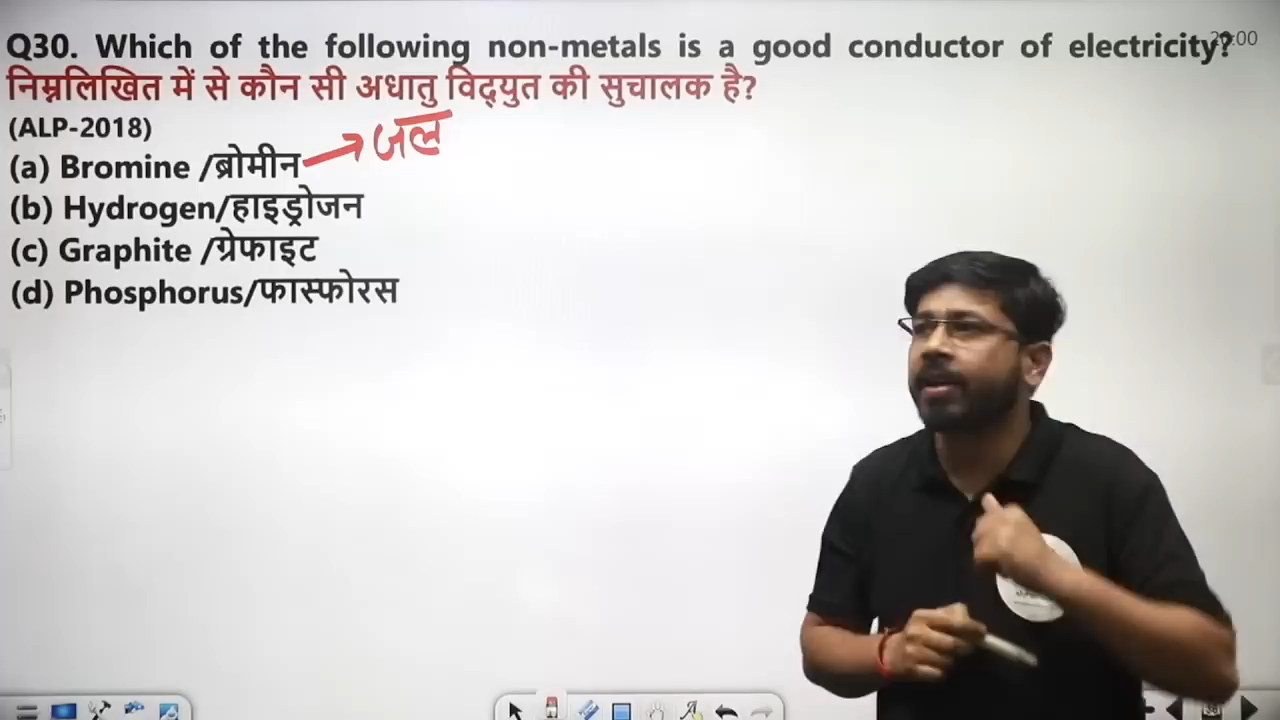 Q30. Which of the following non-metals is a good conductor of electricity?
निम्नलिखित में से कौन सी अधातु विद्युत की सुचालक है?
(ALP-2018)
(a) Bromine /ब्रोमीन → जल
(b) Hydrogen/हाइड्रोजन
(c) Graphite /ग्रेफाइट
(d) Phosphorus/फास्फोरस